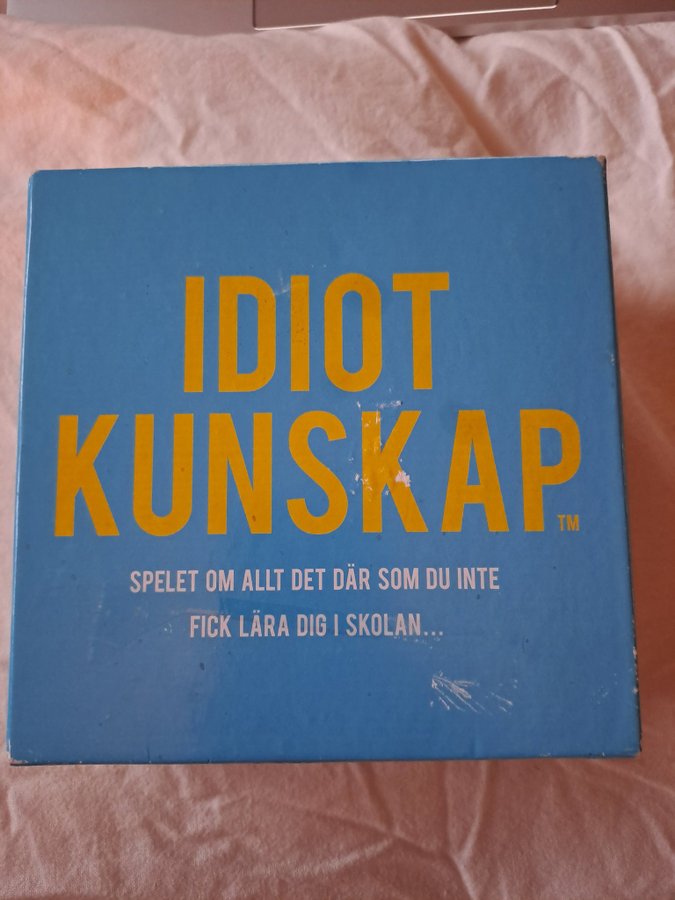 IDIOT
KUNSKAP™
SPELET OM ALLT DET DÄR SOM DU INTE
FICK LÄRA DIG I SKOLAN...